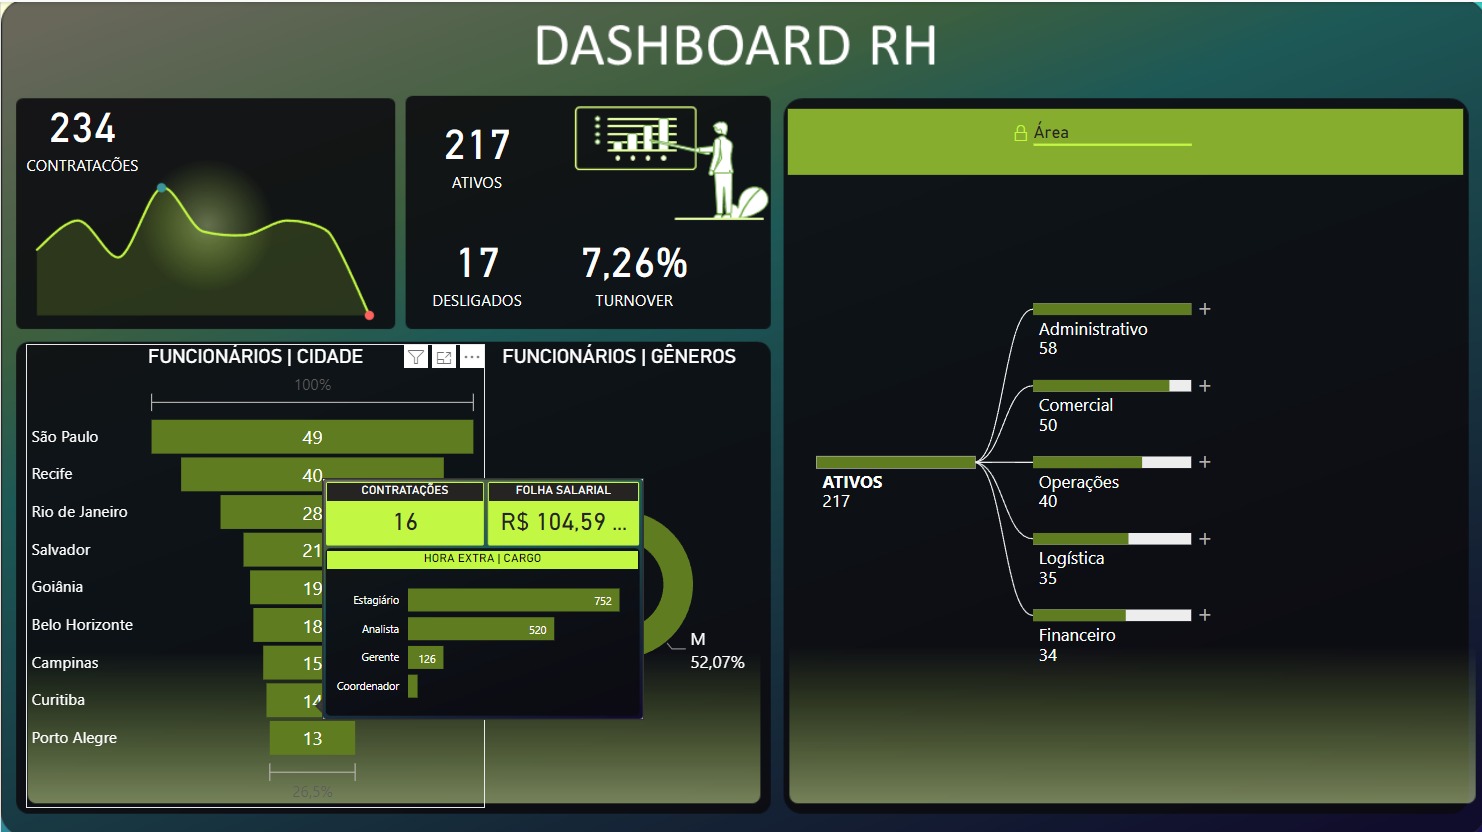 DASHBOARD RH
234
CONTRATACÕES
217
ATIVOS
17
DESLIGADOS
7,26%
TURNOVER
Área
ATIVOS
217
Administrativo
58
Comercial
50
Operações
40
Logística
35
Financeiro
34
FUNCIONÁRIOS | CIDADE
100%
São Paulo 49
Recife 40
Rio de Janeiro 28
Salvador 21
Goiânia 19
Belo Horizonte 18
Campinas 15
Curitiba 14
Porto Alegre 13
26,5%
FUNCIONÁRIOS | GÊNEROS
M
52,07%
CONTRATAÇÕES
16
FOLHA SALARIAL
R$ 104,59 ...
HORA EXTRA | CARGO
Estagiário 752
Analista 520
Gerente 126
Coordenador